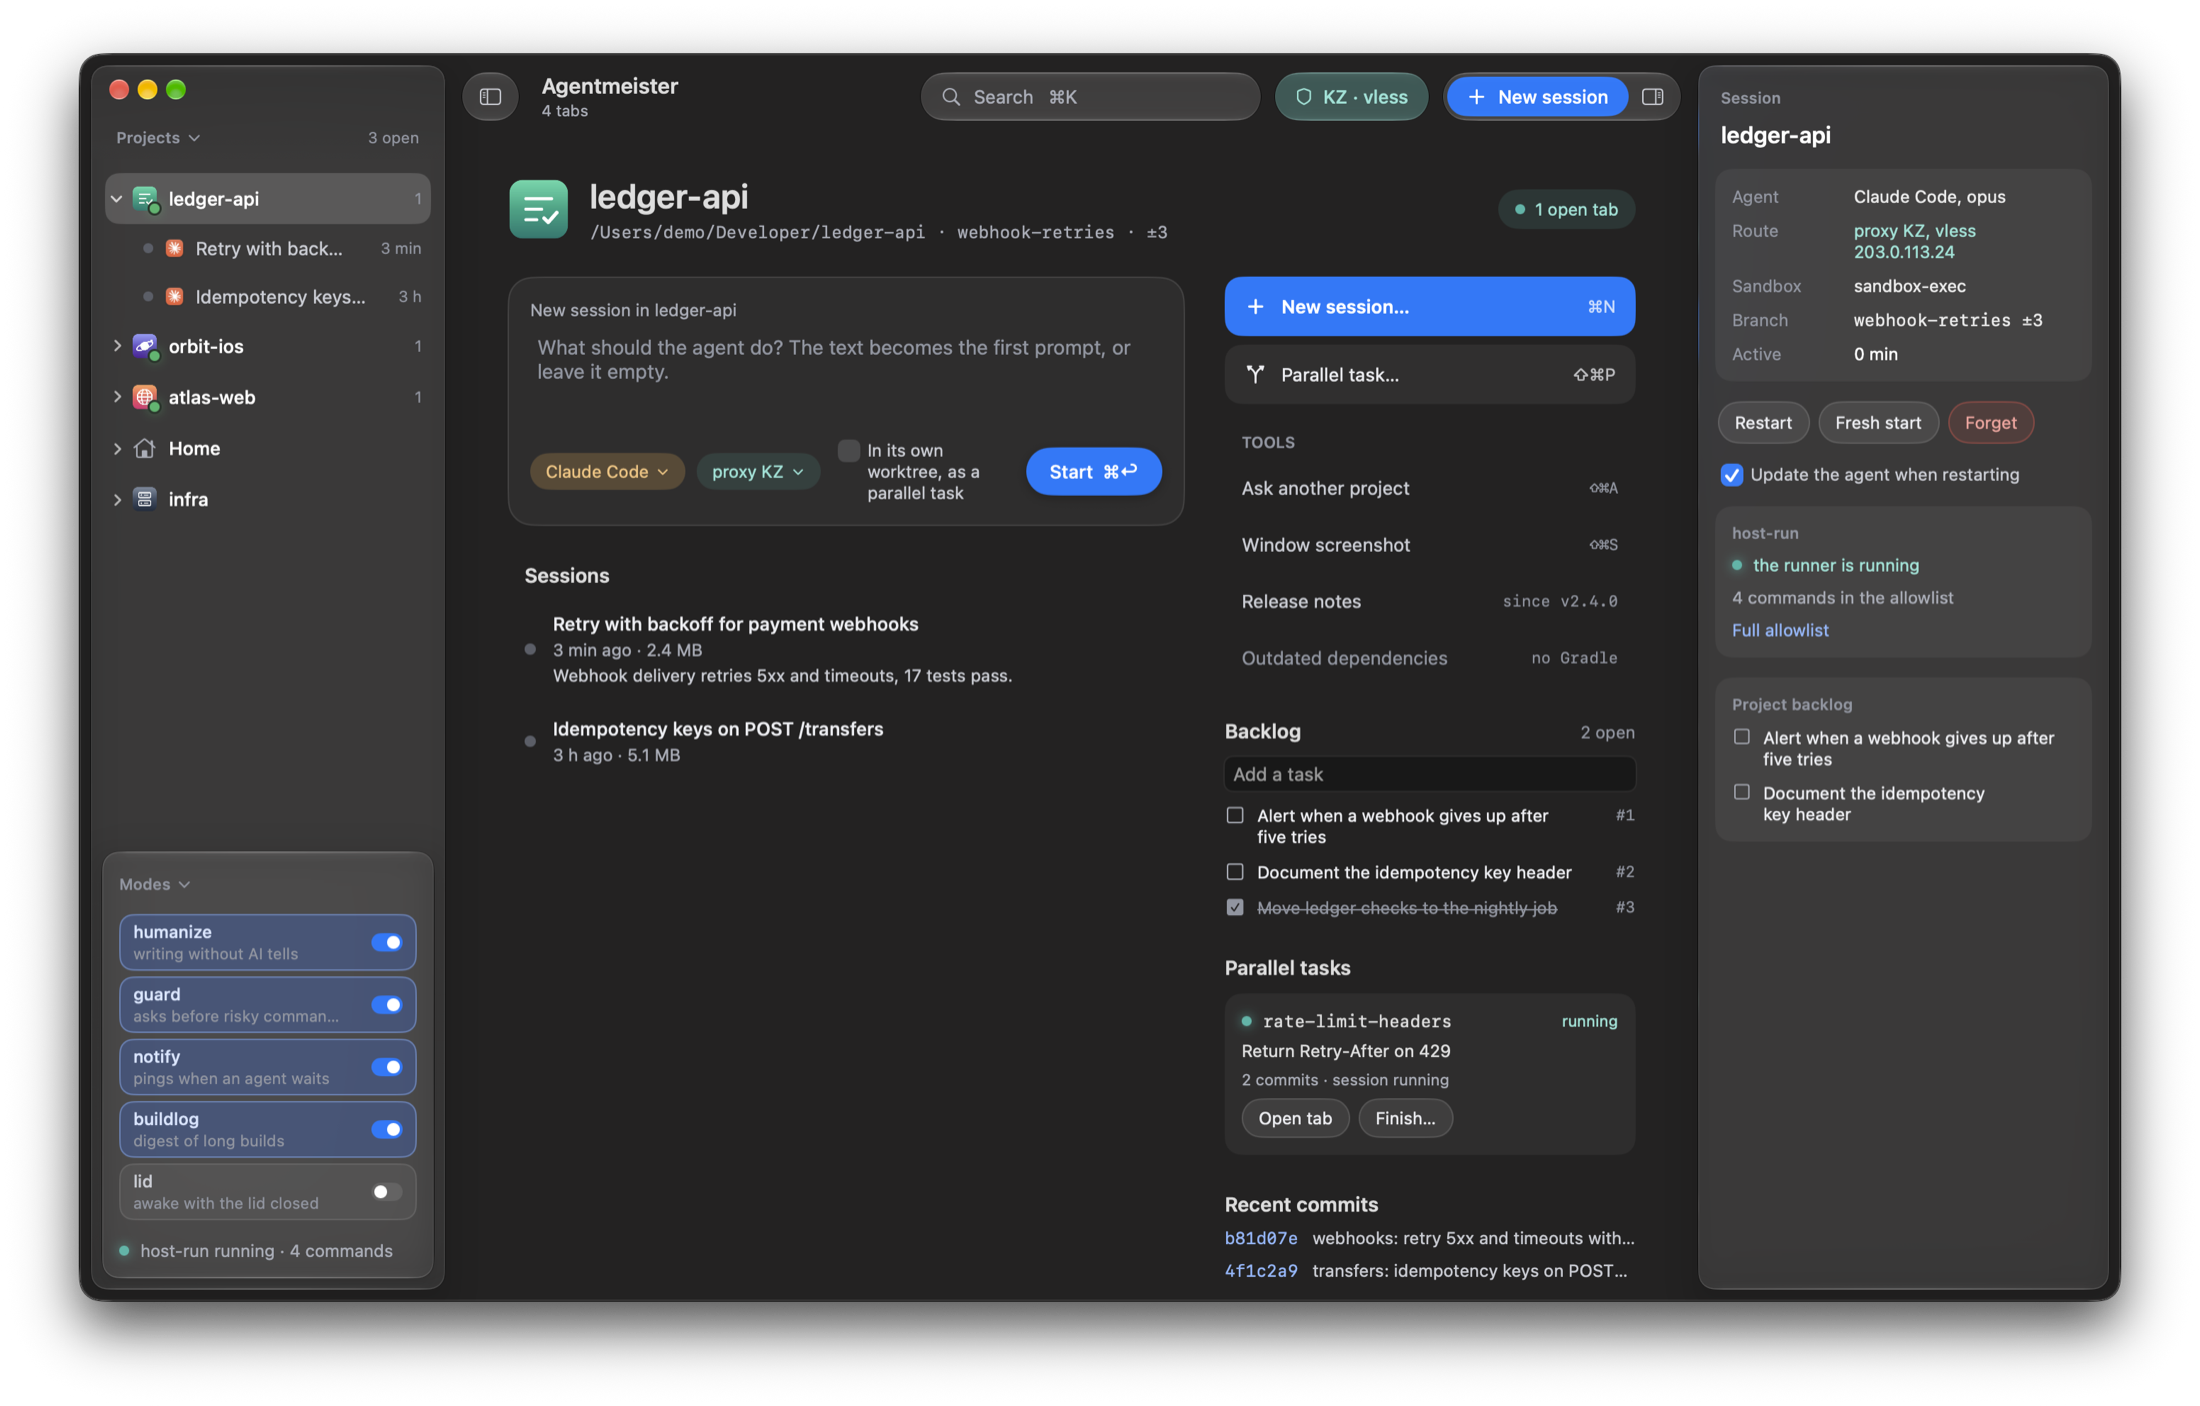 Projects
3 open
ledger-api
1
Retry with back...
3 min
Idempotency keys...
3 h
orbit-ios
1
atlas-web
1
Home
infra
Modes
humanize
writing without AI tells
guard
asks before risky comman...
notify
pings when an agent waits
buildlog
digest of long builds
lid
awake with the lid closed
host-run running · 4 commands
Agentmeister
4 tabs
Search ⌘K
KZ · vless
+ New session
ledger-api
/Users/demo/Developer/ledger-api · webhook-retries · ±3
1 open tab
New session in ledger-api
What should the agent do? The text becomes the first prompt, or
leave it empty.
Claude Code
proxy KZ
In its own
worktree, as a
parallel task
Start ⌘↩
Sessions
Retry with backoff for payment webhooks
3 min ago · 2.4 MB
Webhook delivery retries 5xx and timeouts, 17 tests pass.
Idempotency keys on POST /transfers
3 h ago · 5.1 MB
+ New session... ⌘N
Parallel task... ⇧⌘P
TOOLS
Ask another project ⇧⌘A
Window screenshot ⇧⌘S
Release notes since v2.4.0
Outdated dependencies no Gradle
Backlog 2 open
Add a task
Alert when a webhook gives up after #1
five tries
Document the idempotency key header #2
Move ledger checks to the nightly job #3
Parallel tasks
rate-limit-headers running
Return Retry-After on 429
2 commits · session running
Open tab
Finish...
Recent commits
b81d07e webhooks: retry 5xx and timeouts with...
4f1c2a9 transfers: idempotency keys on POST...
Session
ledger-api
Agent Claude Code, opus
Route proxy KZ, vless
203.0.113.24
Sandbox sandbox-exec
Branch webhook-retries ±3
Active 0 min
Restart
Fresh start
Forget
Update the agent when restarting
host-run
the runner is running
4 commands in the allowlist
Full allowlist
Project backlog
Alert when a webhook gives up after
five tries
Document the idempotency
key header